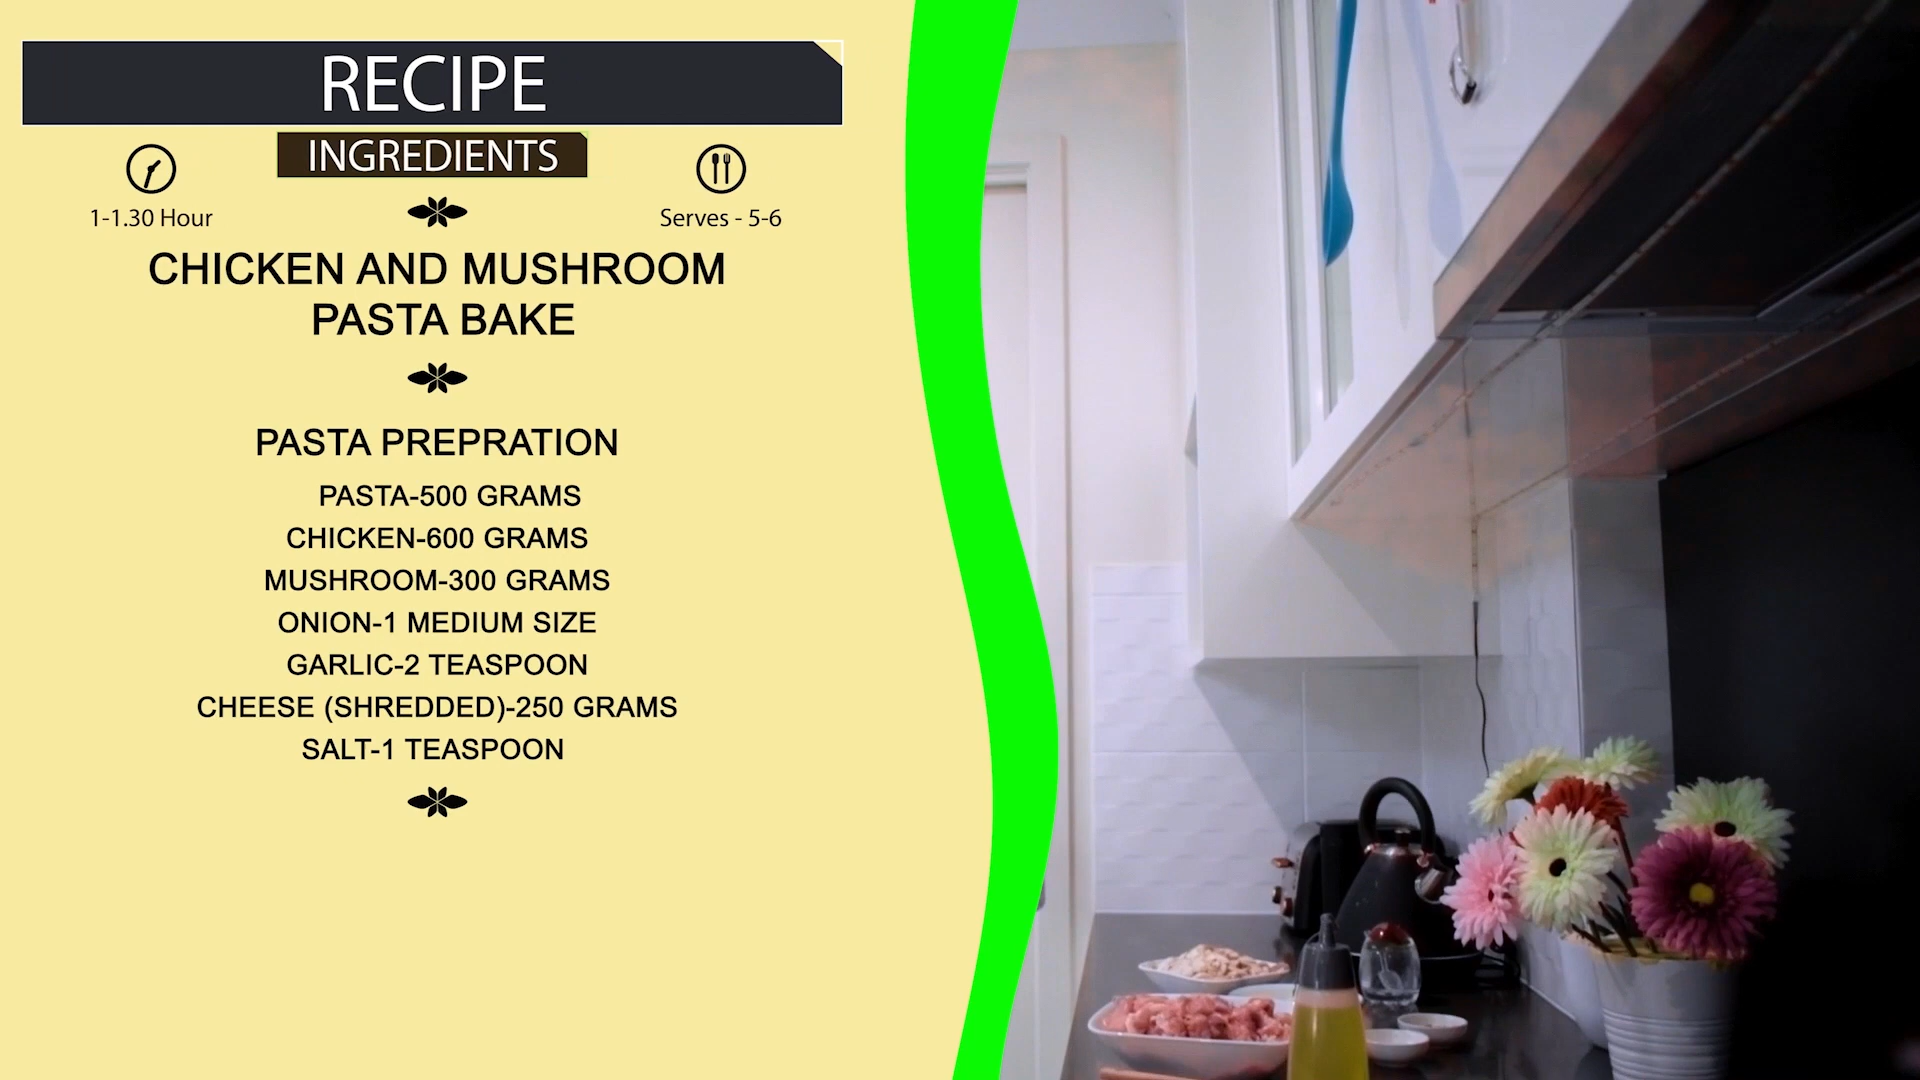 RECIPE
INGREDIENTS
1-1.30 Hour
Serves - 5-6
CHICKEN AND MUSHROOM
PASTA BAKE
PASTA PREPRATION
PASTA-500 GRAMS
CHICKEN-600 GRAMS
MUSHROOM-300 GRAMS
ONION-1 MEDIUM SIZE
GARLIC-2 TEASPOON
CHEESE (SHREDDED)-250 GRAMS
SALT-1 TEASPOON